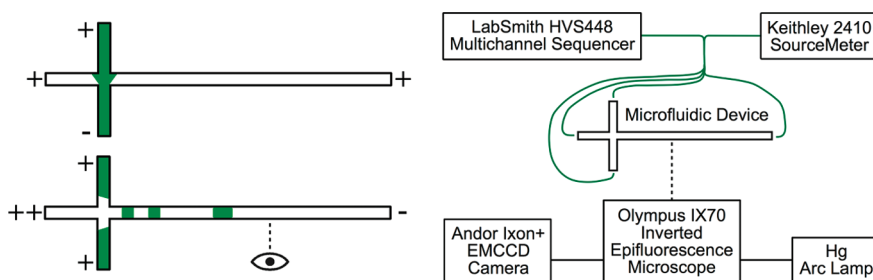 +
+
+
-
+
++
-
+
LabSmith HVS448
Multichannel Sequencer
Keithley 2410
SourceMeter
Microfluidic Device
Andor Ixon+
EMCCD
Camera
Olympus IX70
Inverted
Epifluorescence
Microscope
Hg
Arc Lamp